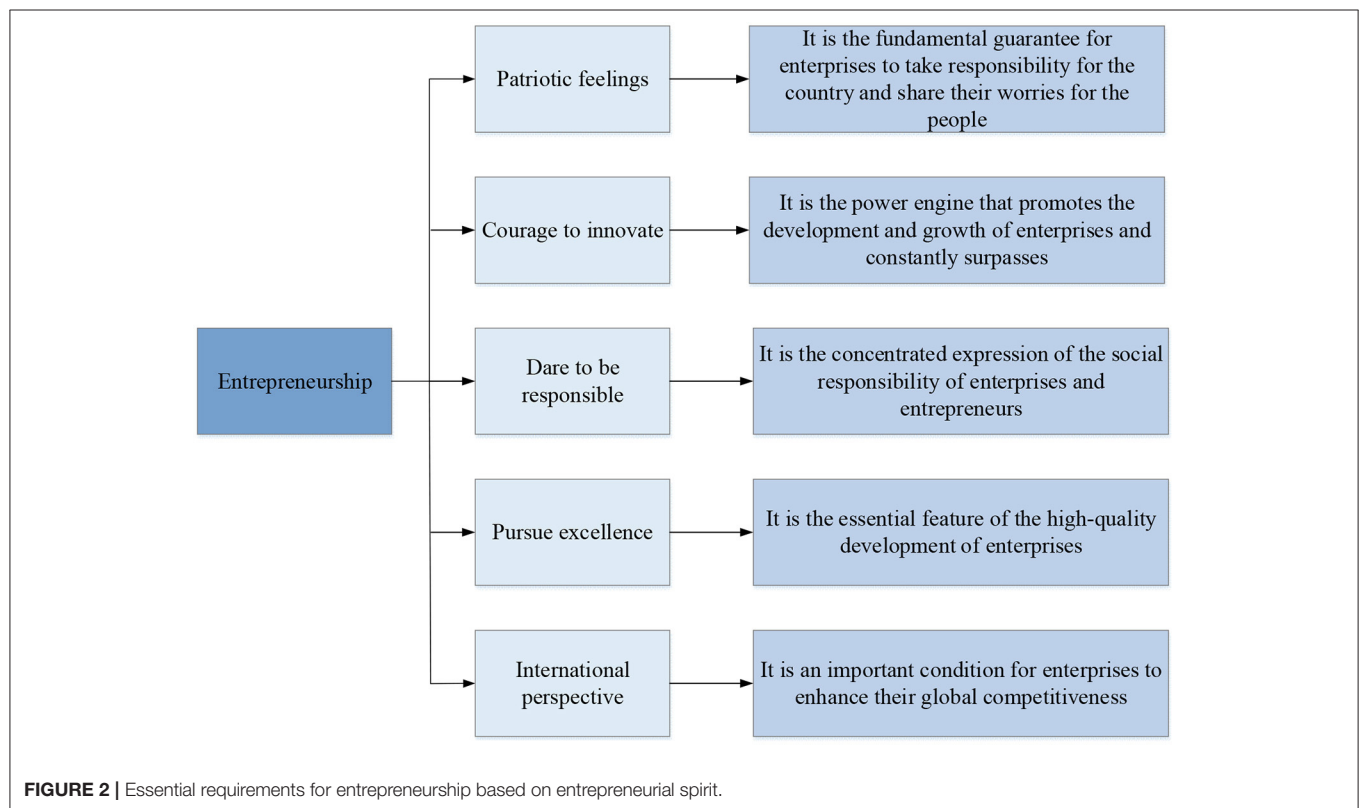 Entrepreneurship
Patriotic feelings
It is the fundamental guarantee for
enterprises to take responsibility for the
country and share their worries for the
people
Courage to innovate
It is the power engine that promotes the
development and growth of enterprises and
constantly surpasses
Dare to be
responsible
It is the concentrated expression of the social
responsibility of enterprises and
entrepreneurs
Pursue excellence
It is the essential feature of the high-quality
development of enterprises
International
perspective
It is an important condition for enterprises to
enhance their global competitiveness
FIGURE 2 | Essential requirements for entrepreneurship based on entrepreneurial spirit.